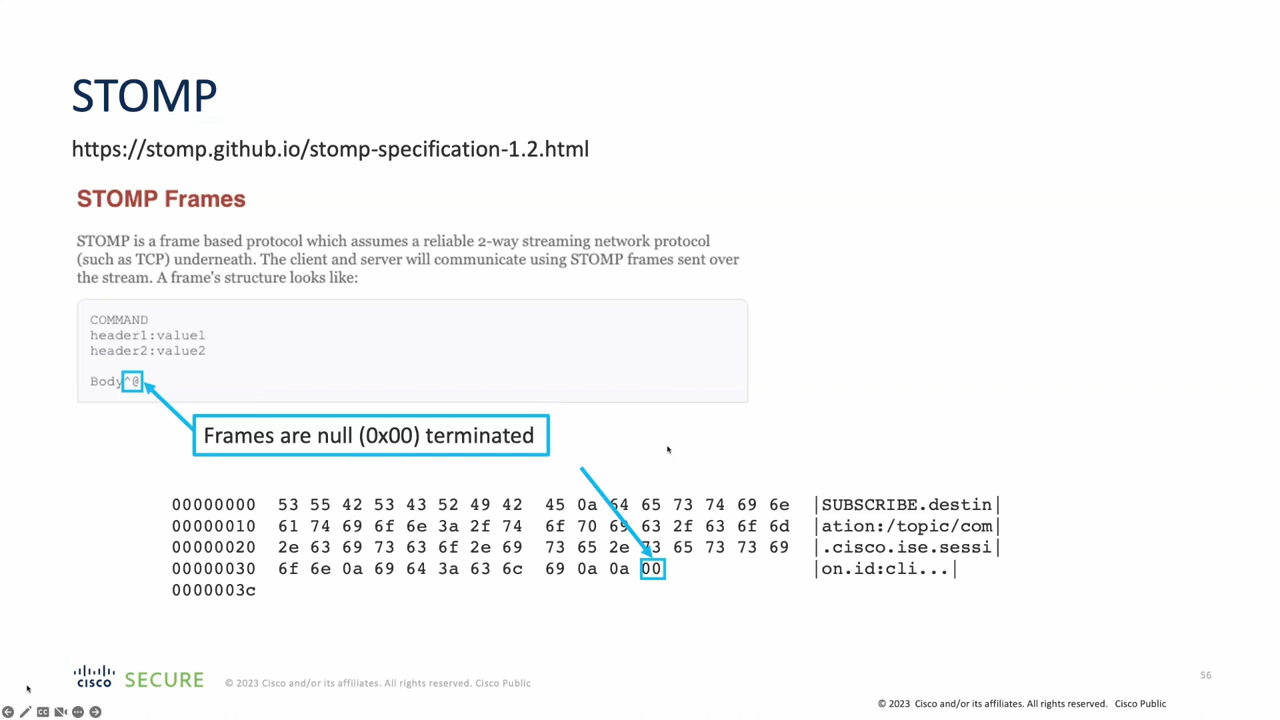 STOMP
https://stomp.github.io/stomp-specification-1.2.html
STOMP Frames
STOMP is a frame based protocol which assumes a reliable 2-way streaming network protocol
(such as TCP) underneath. The client and server will communicate using STOMP frames sent over
the stream. A frame's structure looks like:
COMMAND
header1:value1
header2:value2
Body^@
Frames are null (0x00) terminated
00000000 53 55 42 53 43 52 49 42 45 0a 64 65 73 74 69 6e |SUBSCRIBE.destin|
00000010 61 74 69 6f 6e 3a 2f 74 6f 70 69 63 2f 63 6f 6d |ation:/topic/com|
00000020 2e 63 69 73 63 6f 2e 69 73 65 2e 73 65 73 73 69 |.cisco.ise.sessi|
00000030 6f 6e 0a 69 64 3a 63 6c 69 0a 0a 00 |on.id:cli...|
0000003c
CISCO SECURE © 2023 Cisco and/or its affiliates. All rights reserved. Cisco Public
56
© 2023 Cisco and/or its affiliates. All rights reserved. Cisco Public
CC